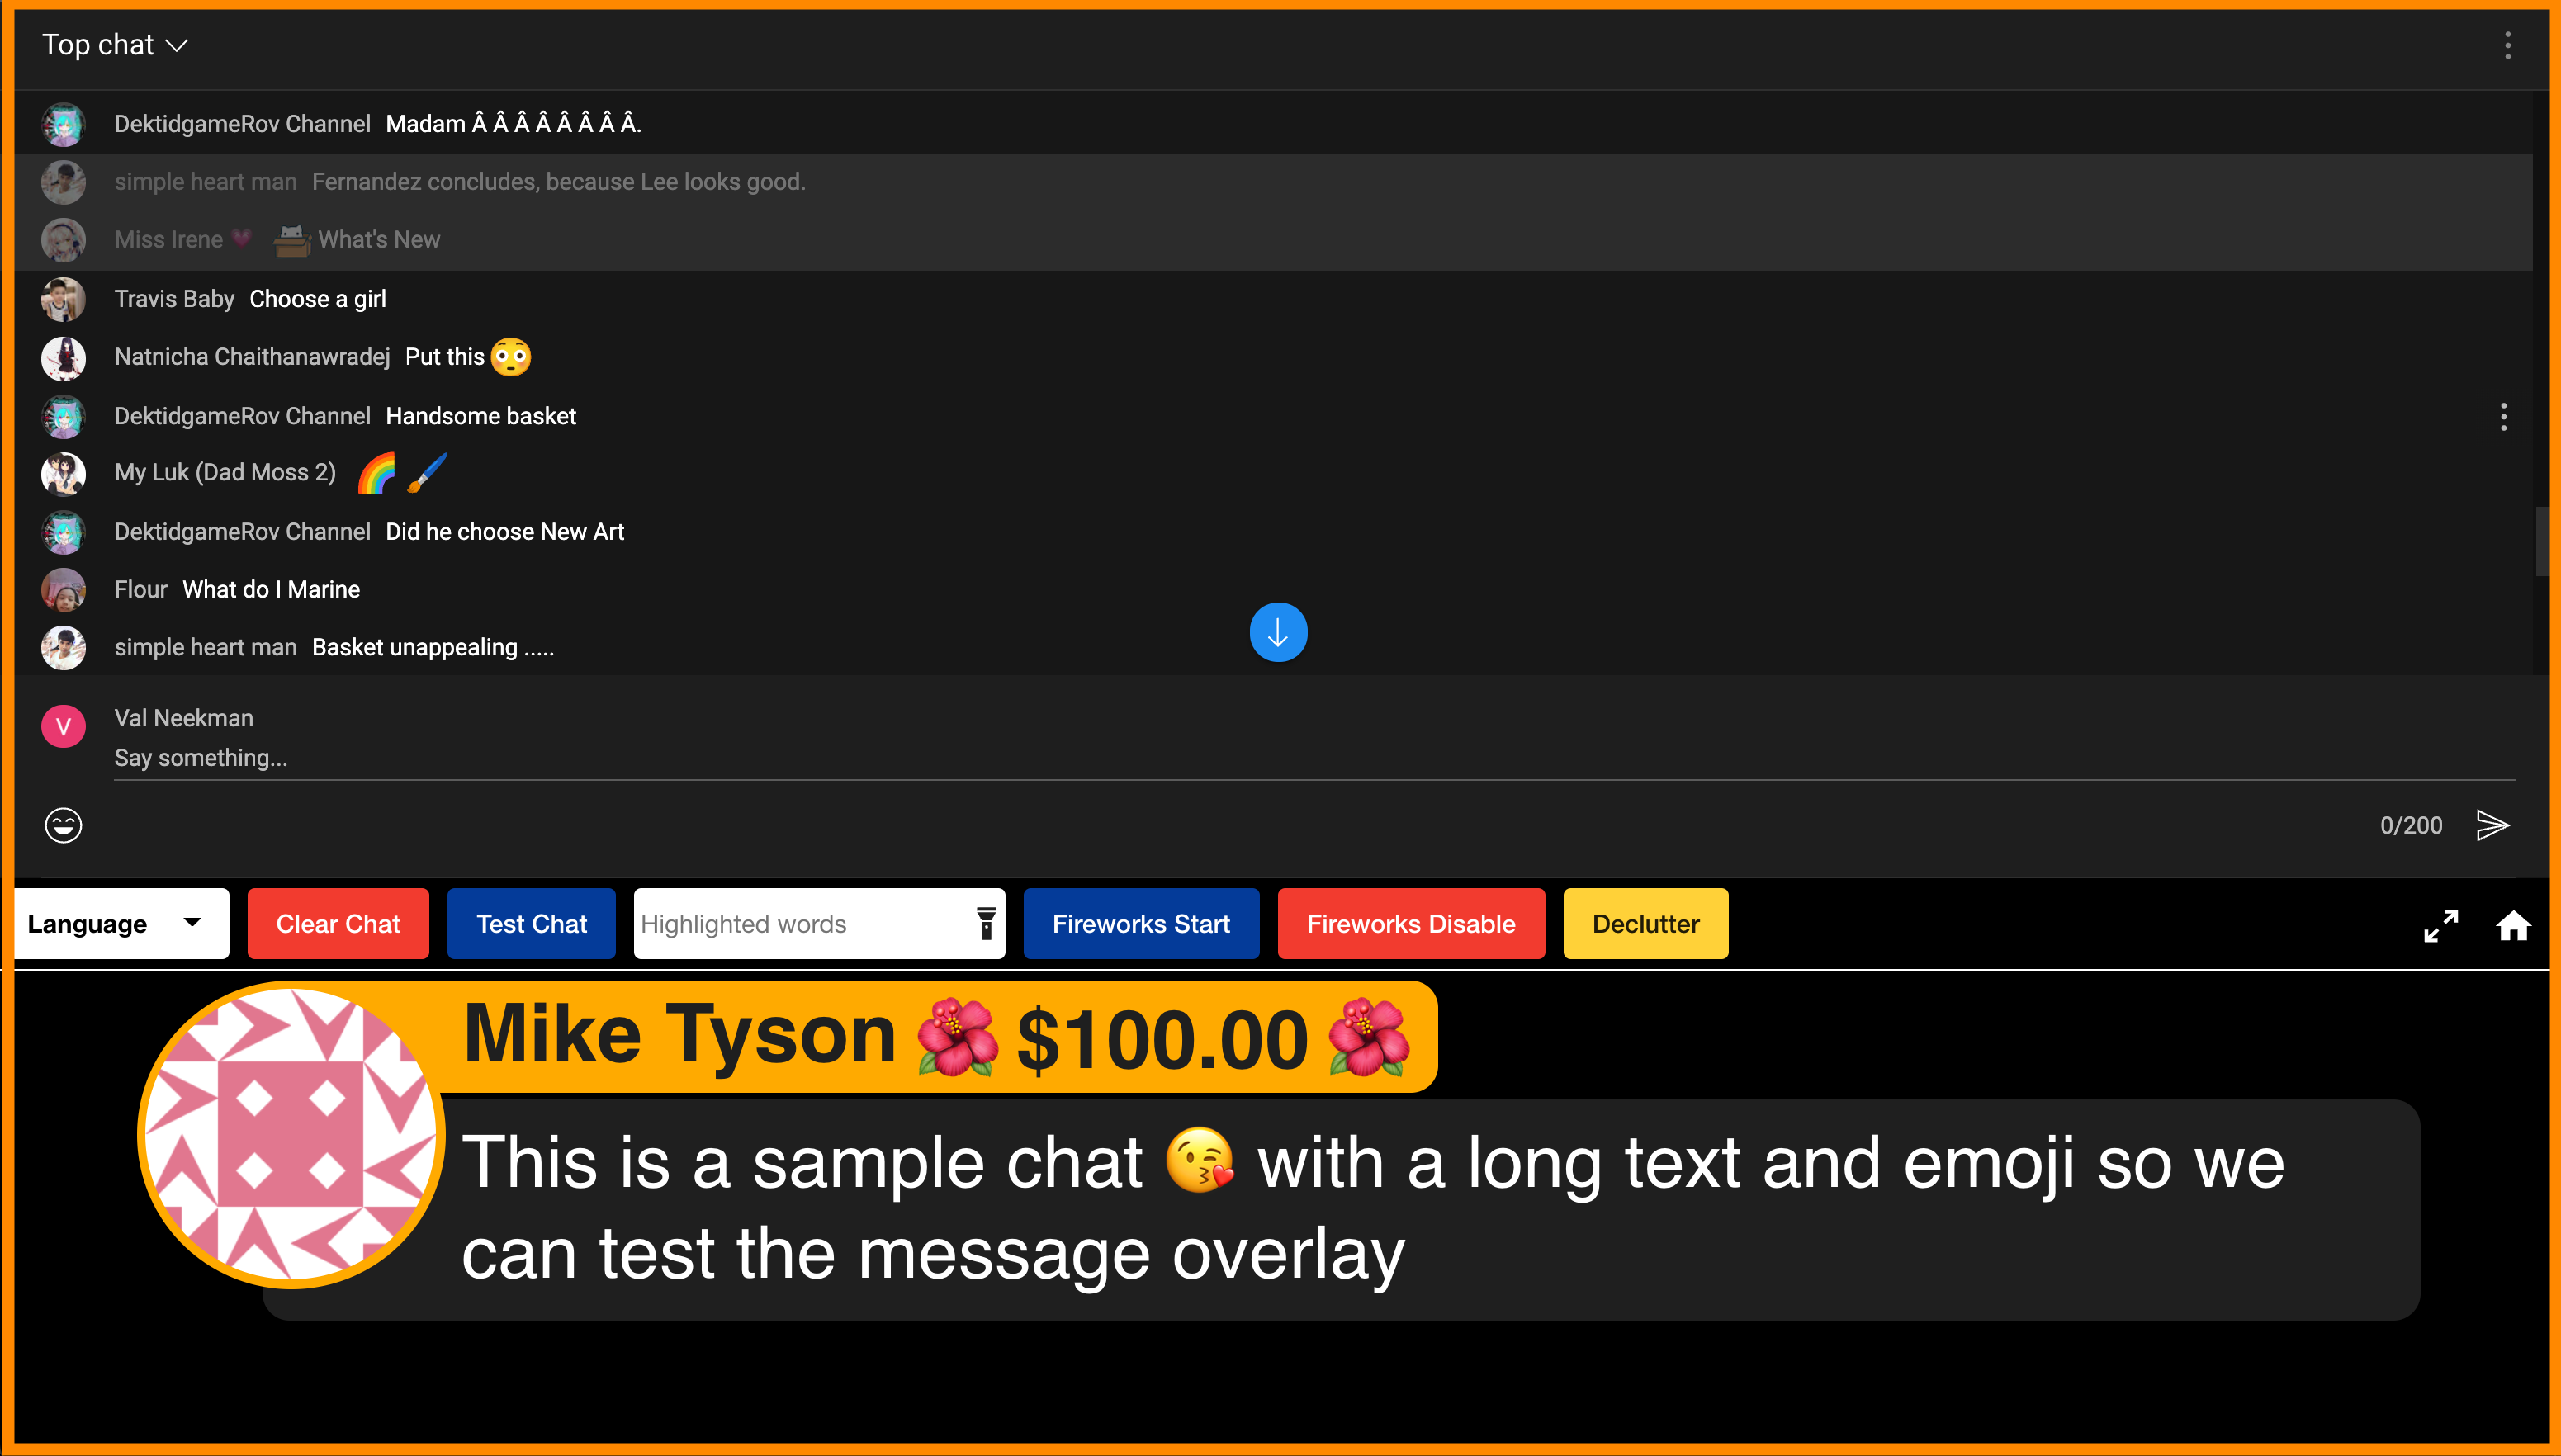 Top chat
DektidgameRov Channel Madam Â Â Â Â Â Â Â Â.
simple heart man Fernandez concludes, because Lee looks good.
Miss Irene 💗 What's New
Travis Baby Choose a girl
Natnicha Chaithanawradej Put this 😳
DektidgameRov Channel Handsome basket
My Luk (Dad Moss 2) 🌈 🖌️
DektidgameRov Channel Did he choose New Art
Flour What do I Marine
simple heart man Basket unappealing .....
V
Val Neekman
Say something...
0/200
Language Clear Chat Test Chat Highlighted words Fireworks Start Fireworks Disable Declutter
Mike Tyson 🌺 $100.00 🌺
This is a sample chat 😘 with a long text and emoji so we
can test the message overlay